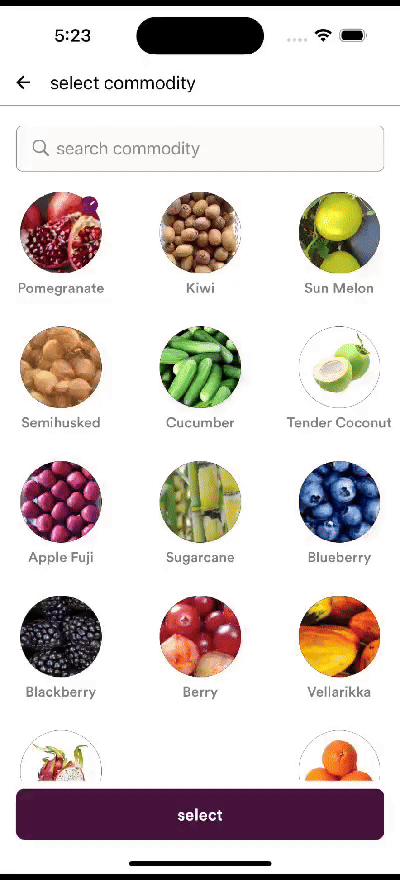 5:23
select commodity
search commodity
Pomegranate
Kiwi
Sun Melon
Semihusked
Cucumber
Tender Coconut
Apple Fuji
Sugarcane
Blueberry
Blackberry
Berry
Vellarikka
select